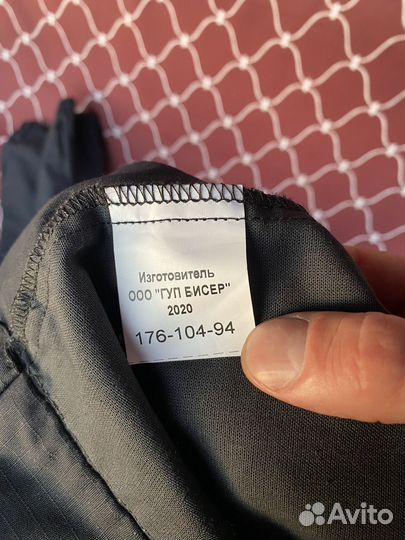 Изготовитель
ООО "ГУП БИСЕР"
2020
176-104-94
Avito